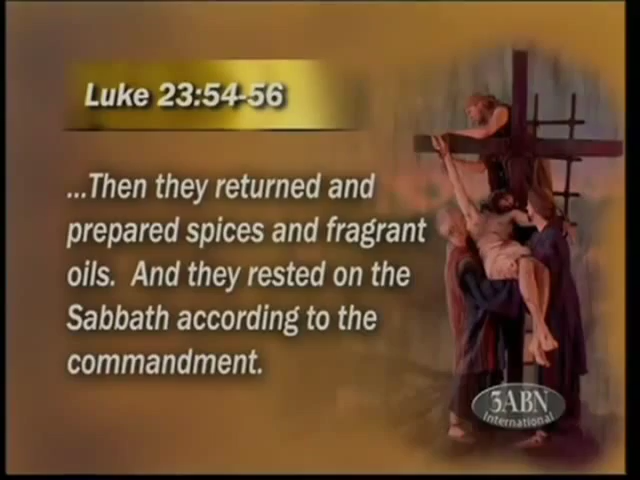 Luke 23:54-56
...Then they returned and
prepared spices and fragrant
oils.  And they rested on the
Sabbath according to the
commandment.
3ABN
International